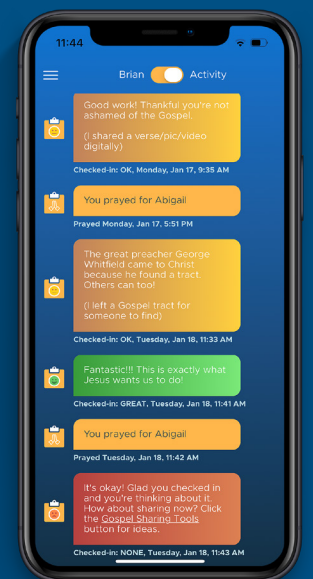 11:44
Brian Activity
Good work! Thankful you're not
ashamed of the Gospel.
(I shared a verse/pic/video
digitally)
Checked-in: OK, Monday, Jan 17, 9:35 AM
You prayed for Abigail
Prayed Monday, Jan 17, 5:51 PM
The great preacher George
Whitfield came to Christ
because he found a tract.
Others can too!
(I left a Gospel tract for
someone to find)
Checked-in: OK, Tuesday, Jan 18, 11:33 AM
Fantastic!!! This is exactly what
Jesus wants us to do!
Checked-in: GREAT, Tuesday, Jan 18, 11:41 AM
You prayed for Abigail
Prayed Tuesday, Jan 18, 11:42 AM
It's okay! Glad you checked in
and you're thinking about it.
How about sharing now? Click
the Gospel Sharing Tools
button for ideas.
Checked-in: NONE, Tuesday, Jan 18, 11:43 AM